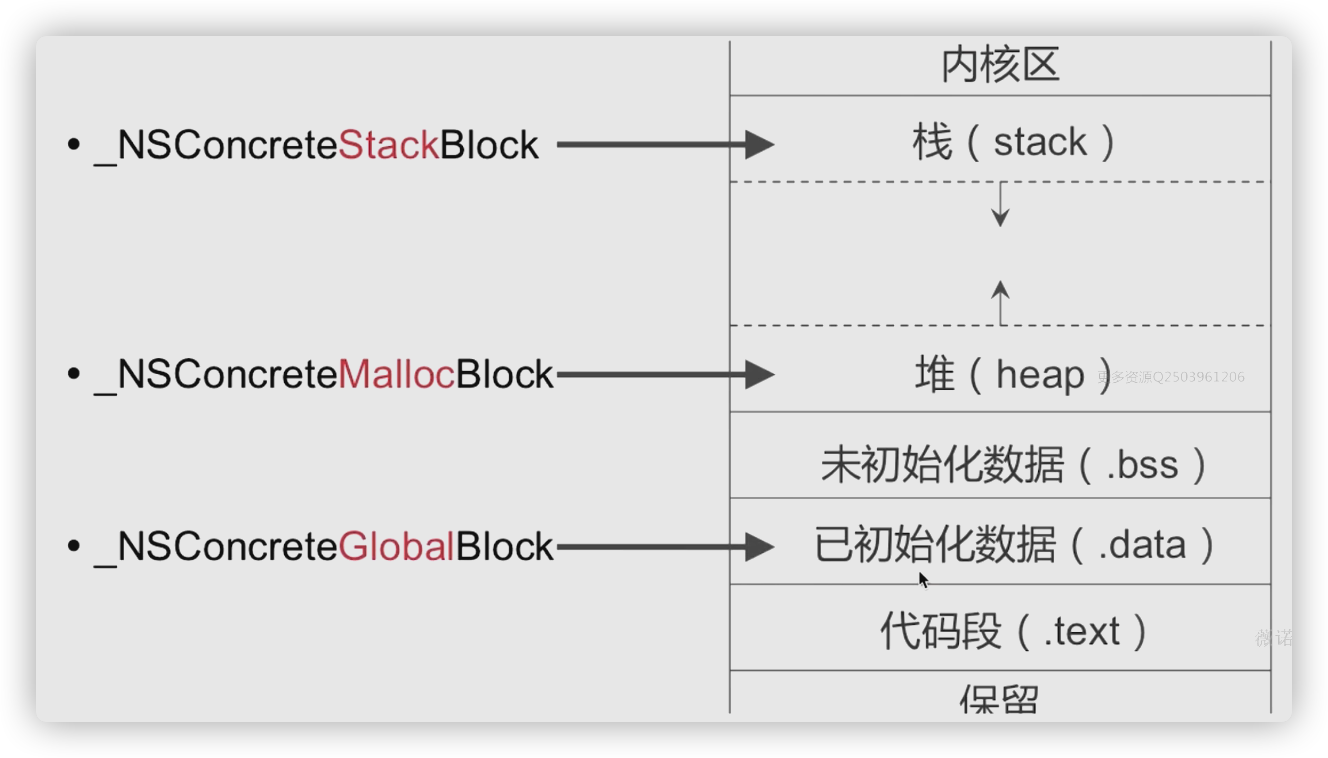 内核区
• _NSConcreteStackBlock
栈（stack）
• _NSConcreteMallocBlock
堆（heap）
更多资源Q2503961206
未初始化数据（.bss）
• _NSConcreteGlobalBlock
已初始化数据（.data）
代码段（.text）
薇诺
保留